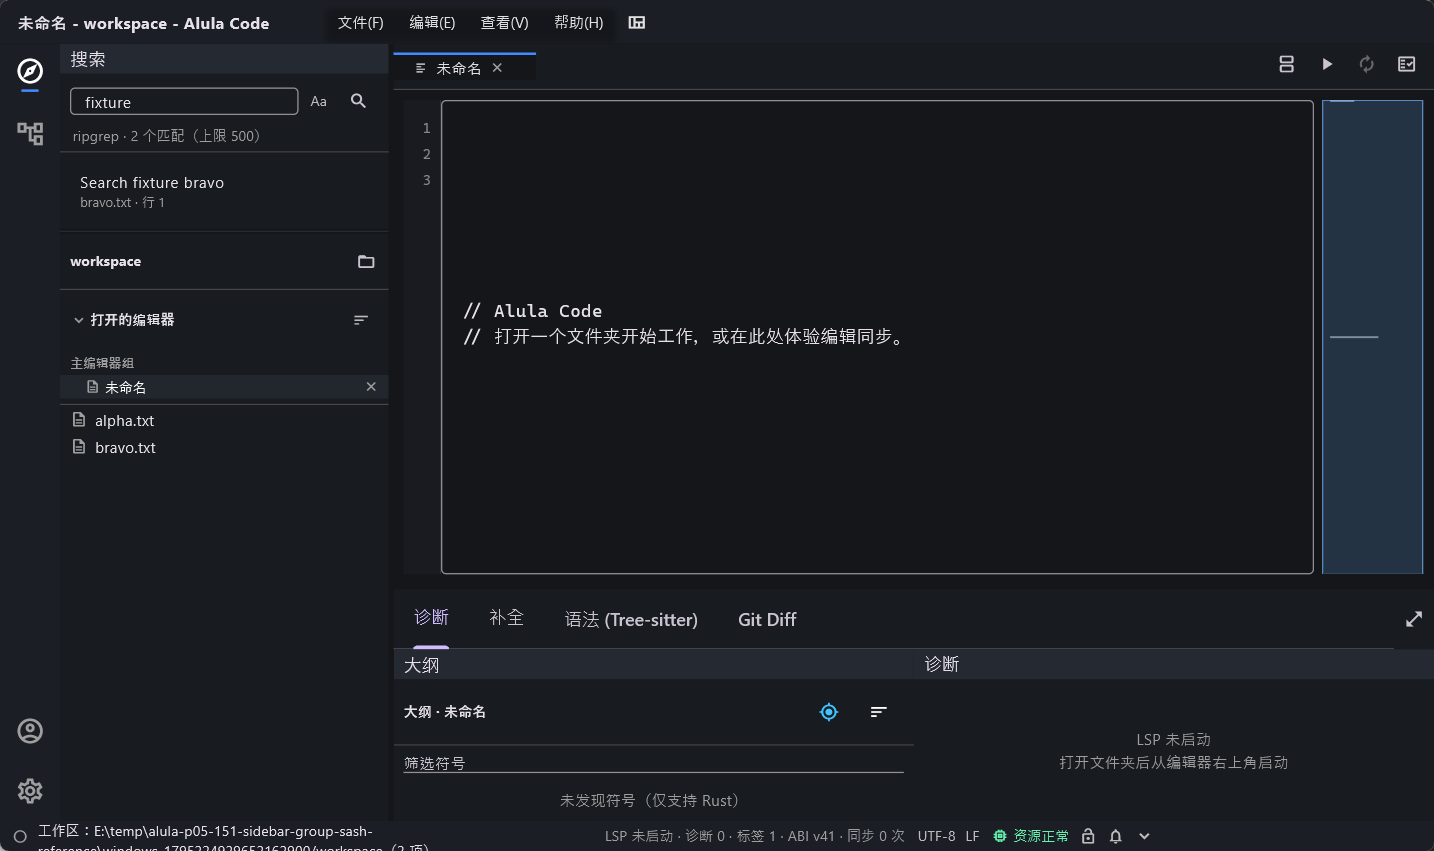 未命名 - workspace - Alula Code
文件(F) 编辑(E) 查看(V) 帮助(H)
搜索
fixture
Aa
ripgrep · 2 个匹配（上限 500）
Search fixture bravo
bravo.txt · 行 1
workspace
打开的编辑器
主编辑器组
未命名
alpha.txt
bravo.txt
未命名
1
2
3
// Alula Code
// 打开一个文件夹开始工作，或在此处体验编辑同步。
诊断 补全 语法 (Tree-sitter) Git Diff
大纲
大纲 · 未命名
筛选符号
未发现符号（仅支持 Rust）
诊断
LSP 未启动
打开文件夹后从编辑器右上角启动
工作区：E:\temp\alula-p05-151-sidebar-group-sash-
LSP 未启动 · 诊断 0 · 标签 1 · ABI v41 · 同步 0 次 UTF-8 LF 资源正常